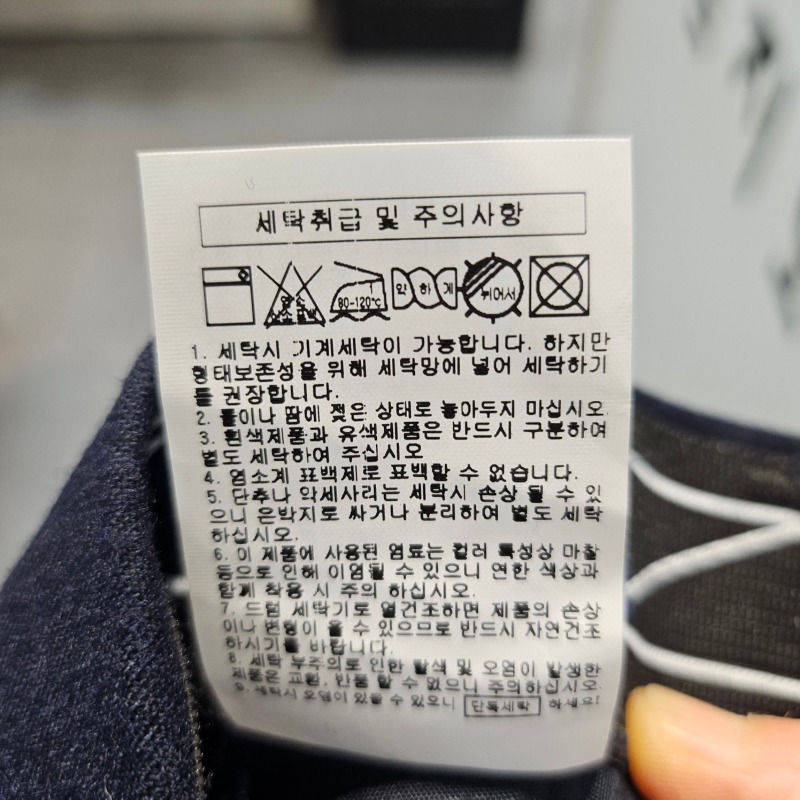 세탁취급 및 주의사항
염소
산소표백
80-120℃
약하게
뉘어서
1. 세탁시 기계세탁이 가능합니다. 하지만
형태보존성을 위해 세탁망에 넣어 세탁하기
를 권장합니다.
2. 물이나 땀에 젖은 상태로 놓아두지 마십시오
3. 흰색제품과 유색제품은 반드시 구분하여
별도 세탁하여 주십시오
4. 염소계 표백제로 표백할 수 없습니다.
5. 단추나 악세사리는 세탁시 손상 될 수 있
으니 은박지로 싸거나 분리하여 별도 세탁
하십시오.
6. 이 제품에 사용된 염료는 컬러 특성상 마찰
등으로 인해 이염될 수 있으니 연한 색상과
함께 착용 시 주의 하십시오.
7. 드럼 세탁기로 열건조하면 제품의 손상
이나 변형이 올 수 있으므로 반드시 자연건조
하시기를 바랍니다.
8. 세탁 부주의로 인한 탈색 및 오염이 발생한
제품은 교환, 반품 할 수 없으니 주의하십시오.
9. 세탁시 오염이 있을 수 있으니 단독세탁 하세요!